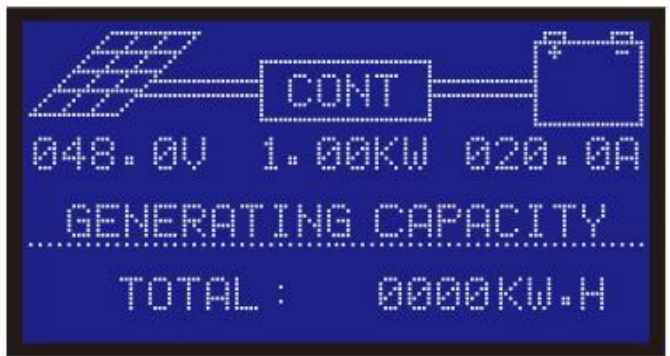 CONT
+ -
048.0V 1.00KW 020.0A
GENERATING CAPACITY
TOTAL: 0000KW.H